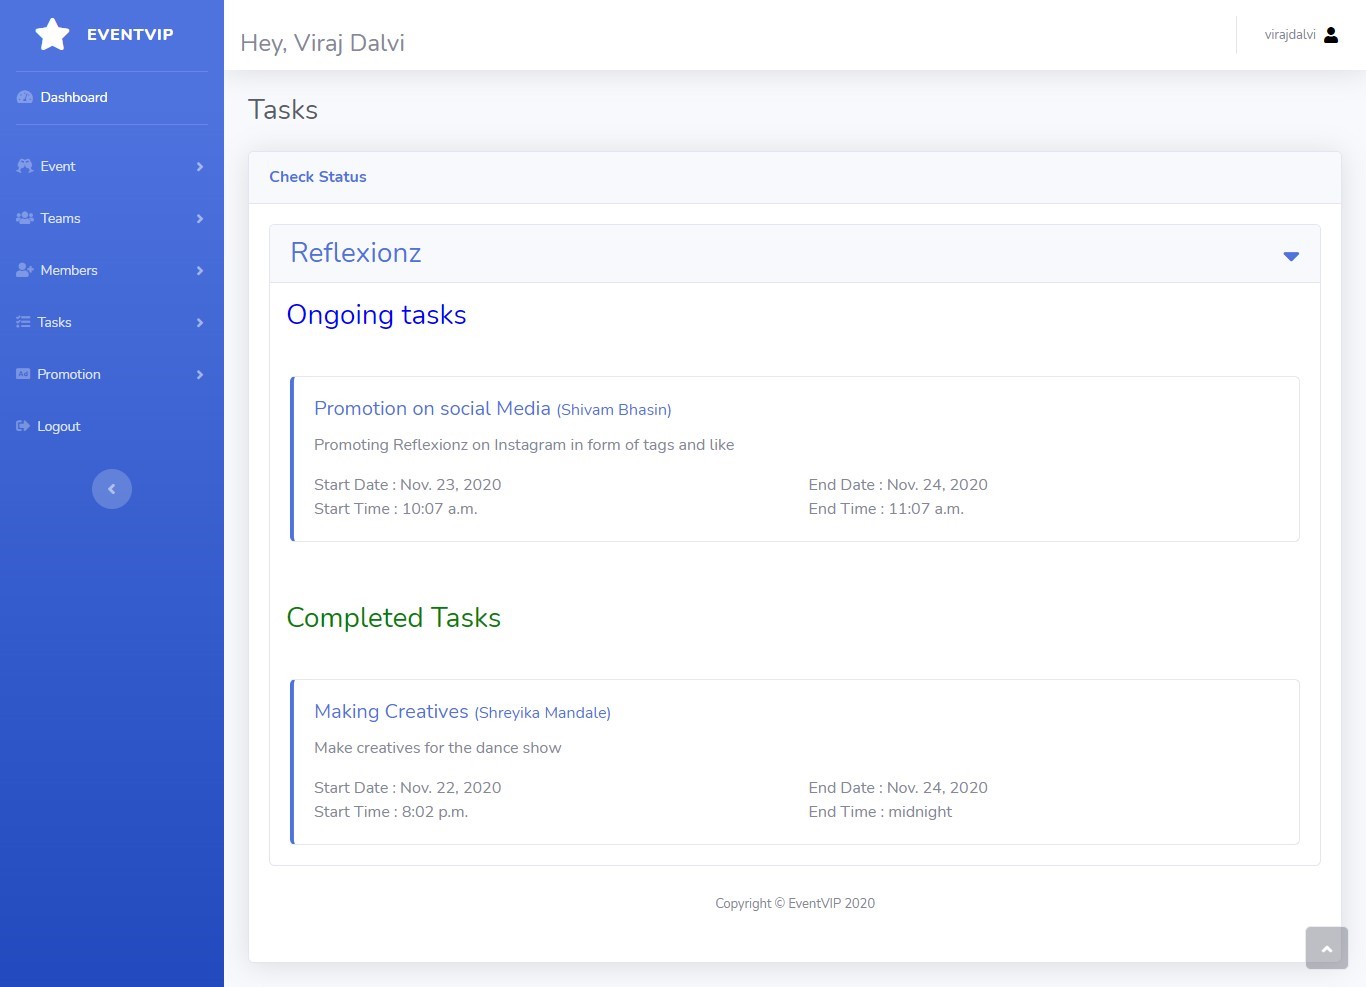 EVENTVIP
Dashboard
Event
Teams
Members
Tasks
Promotion
Logout
Hey, Viraj Dalvi
virajdalvi
Tasks
Check Status
Reflexionz
Ongoing tasks
Promotion on social Media (Shivam Bhasin)
Promoting Reflexionz on Instagram in form of tags and like
Start Date : Nov. 23, 2020
End Date : Nov. 24, 2020
Start Time : 10:07 a.m.
End Time : 11:07 a.m.
Completed Tasks
Making Creatives (Shreyika Mandale)
Make creatives for the dance show
Start Date : Nov. 22, 2020
End Date : Nov. 24, 2020
Start Time : 8:02 p.m.
End Time : midnight
Copyright © EventVIP 2020